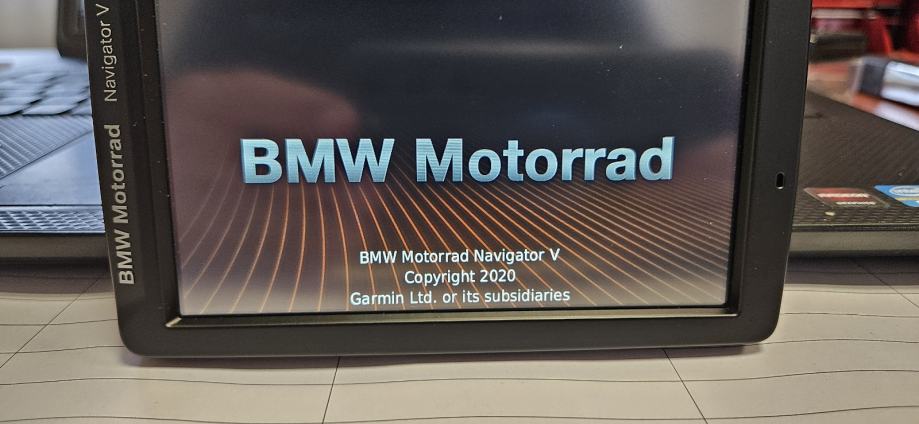 BMW Motorrad Navigator V
BMW Motorrad
BMW Motorrad Navigator V
Copyright 2020
Garmin Ltd. or its subsidiaries